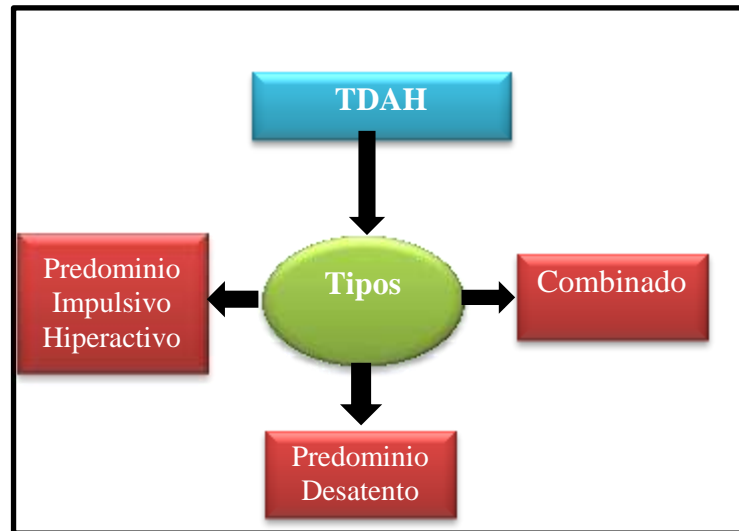 TDAH
Predominio
Impulsivo
Hiperactivo
Tipos
Combinado
Predominio
Desatento